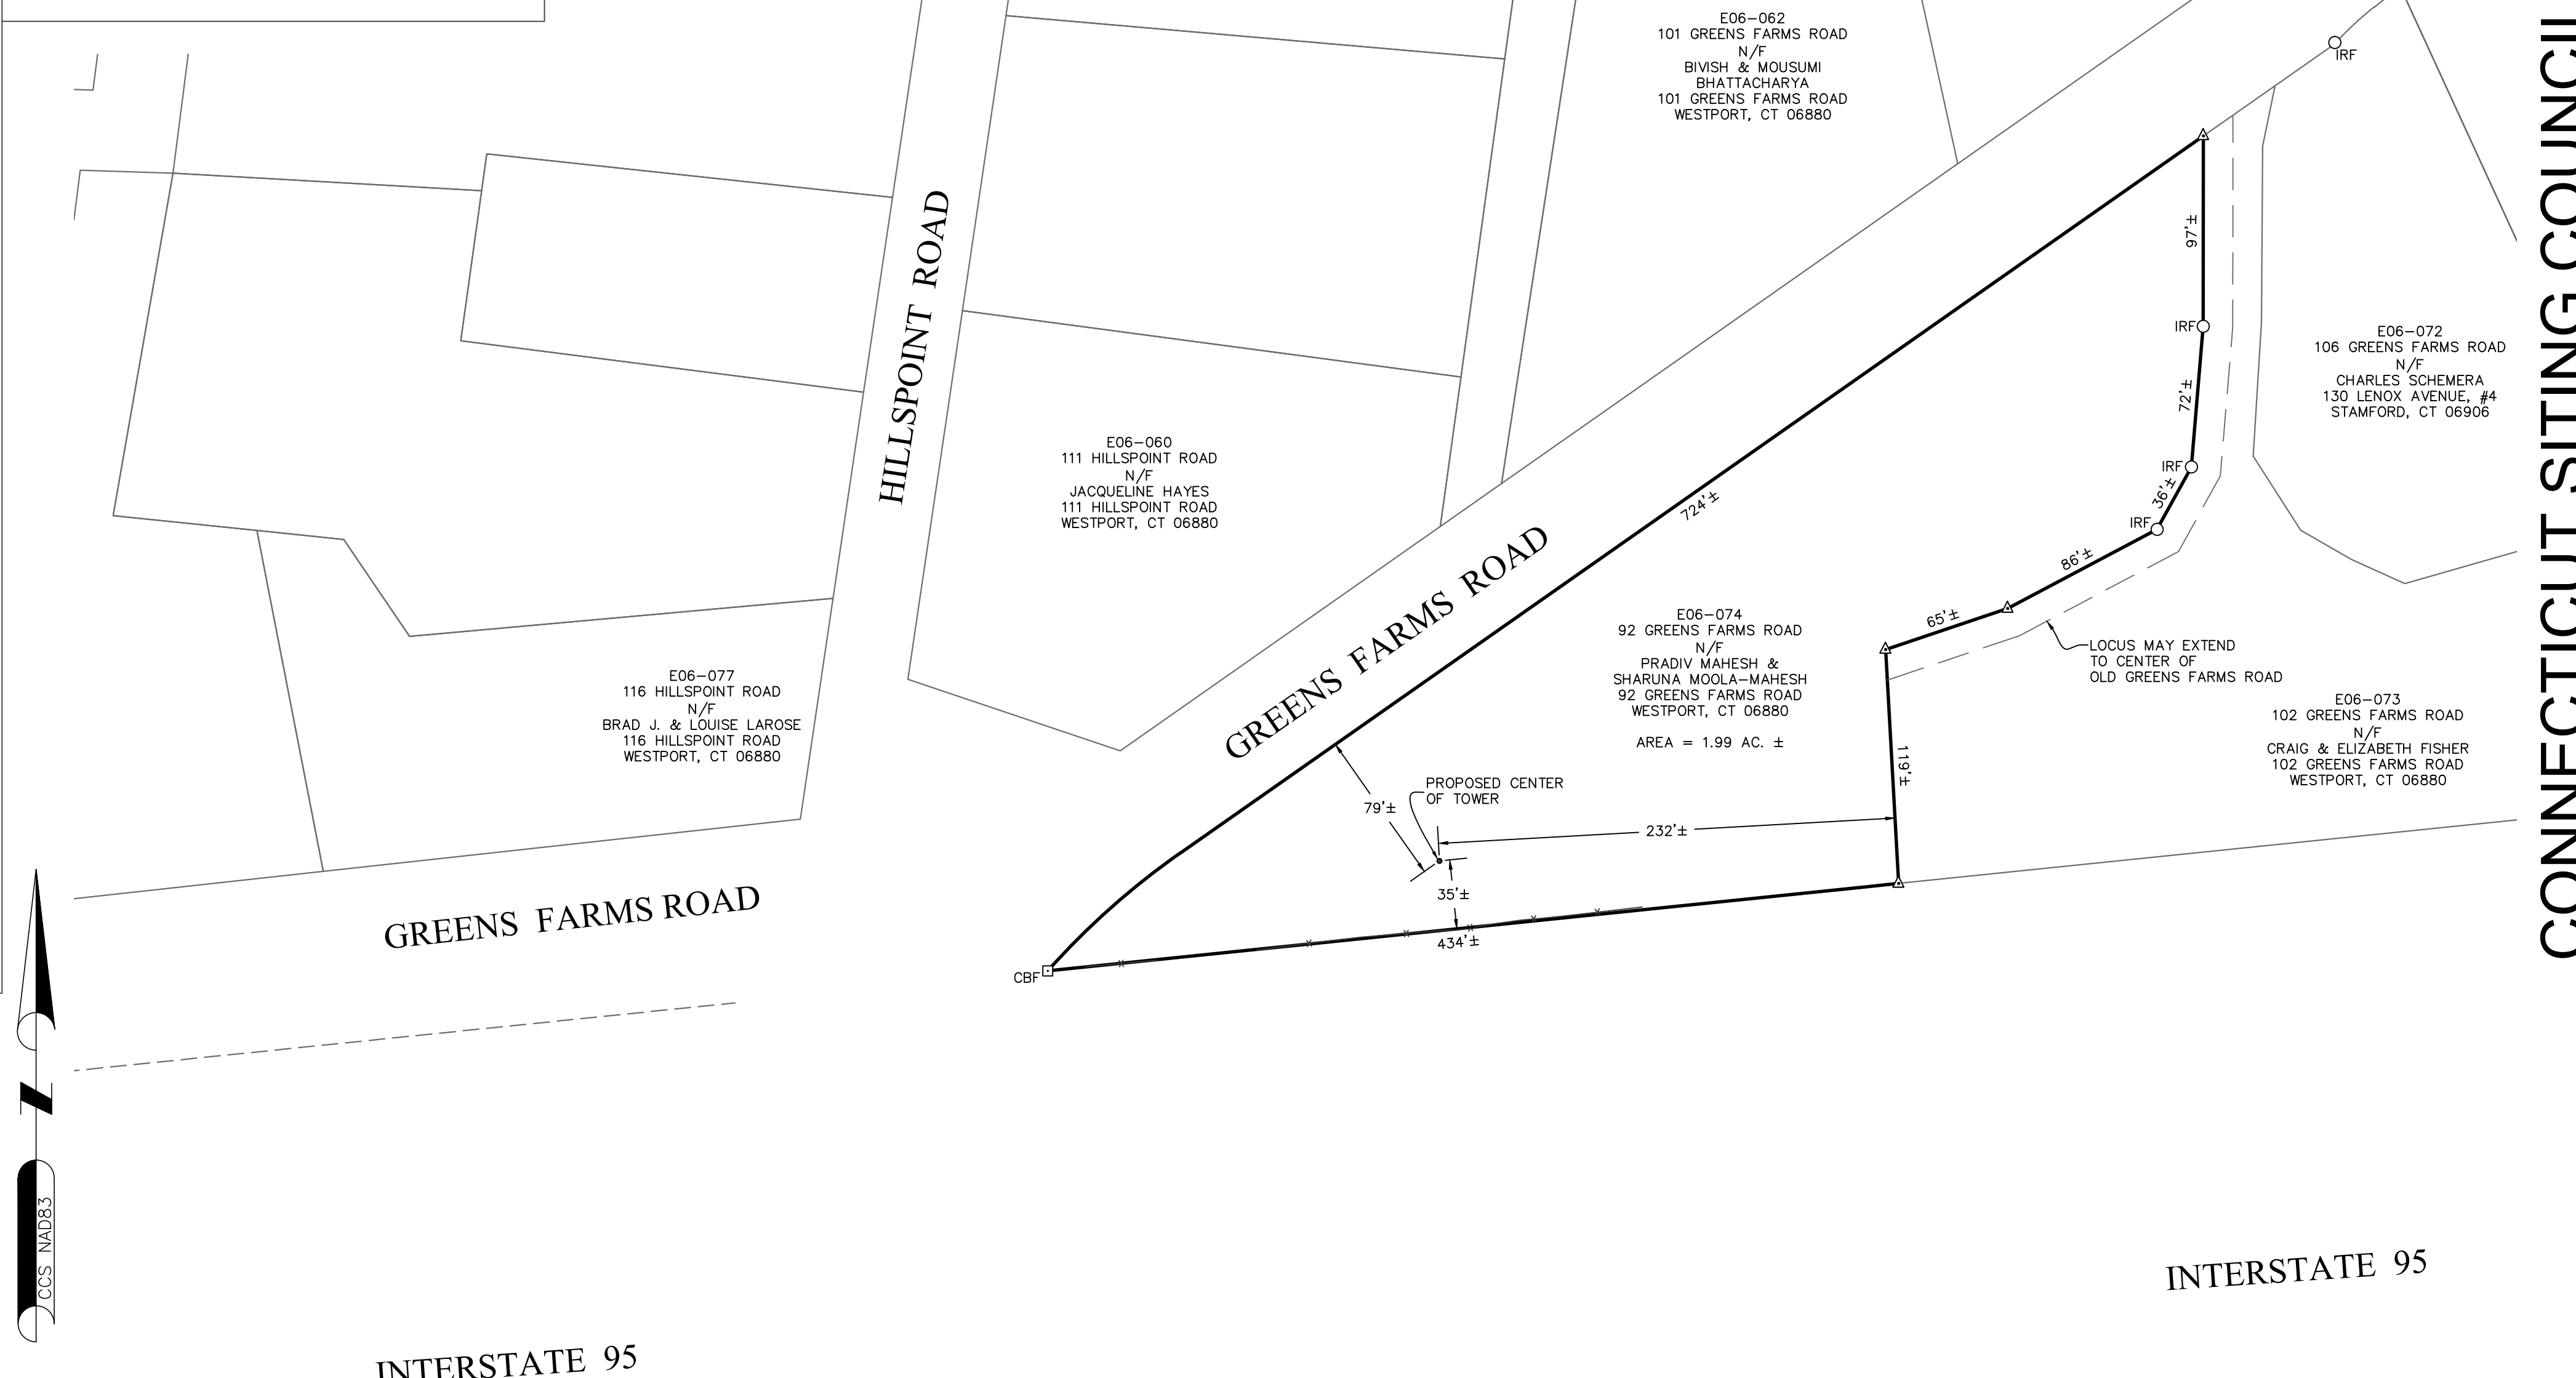 E06-062
101 GREENS FARMS ROAD
N/F
BIVISH & MOUSUMI
BHATTACHARYA
101 GREENS FARMS ROAD
WESTPORT, CT 06880
IRF
CONNECTICUT SITING COUNCIL
HILLSPOINT ROAD
97'±
IRF
E06-072
106 GREENS FARMS ROAD
N/F
CHARLES SCHEMERA
130 LENOX AVENUE, #4
STAMFORD, CT 06906
72'±
IRF
36'±
IRF
E06-060
111 HILLSPOINT ROAD
N/F
JACQUELINE HAYES
111 HILLSPOINT ROAD
WESTPORT, CT 06880
724'±
GREENS FARMS ROAD
86'±
65'±
E06-074
92 GREENS FARMS ROAD
N/F
PRADIV MAHESH &
SHARUNA MOOLA-MAHESH
92 GREENS FARMS ROAD
WESTPORT, CT 06880
AREA = 1.99 AC. ±
LOCUS MAY EXTEND
TO CENTER OF
OLD GREENS FARMS ROAD
E06-077
116 HILLSPOINT ROAD
N/F
BRAD J. & LOUISE LAROSE
116 HILLSPOINT ROAD
WESTPORT, CT 06880
E06-073
102 GREENS FARMS ROAD
N/F
CRAIG & ELIZABETH FISHER
102 GREENS FARMS ROAD
WESTPORT, CT 06880
119'±
PROPOSED CENTER
OF TOWER
79'±
232'±
35'±
434'±
GREENS FARMS ROAD
CBF
N
CCS NAD83
INTERSTATE 95
INTERSTATE 95